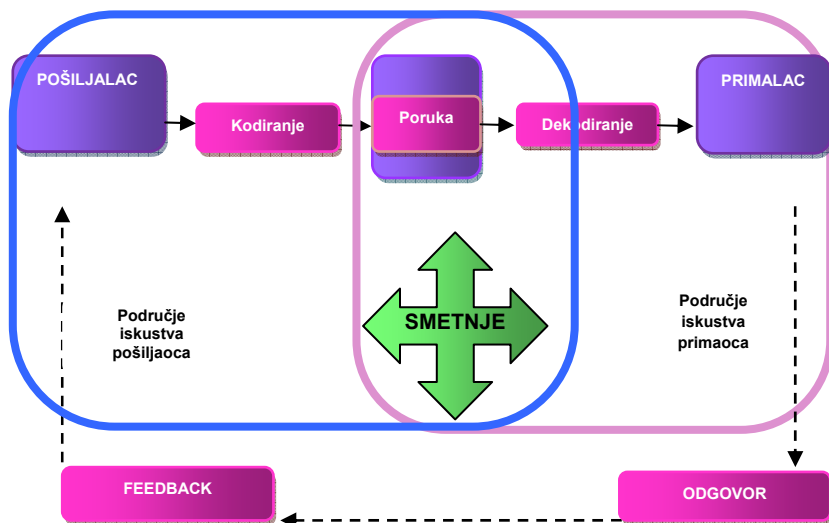 POŠILJALAC
Kodiranje
Poruka
Dekodiranje
PRIMALAC
SMETNJE
Područje
iskustva
pošiljaoca
Područje
iskustva
primaoca
FEEDBACK
ODGOVOR